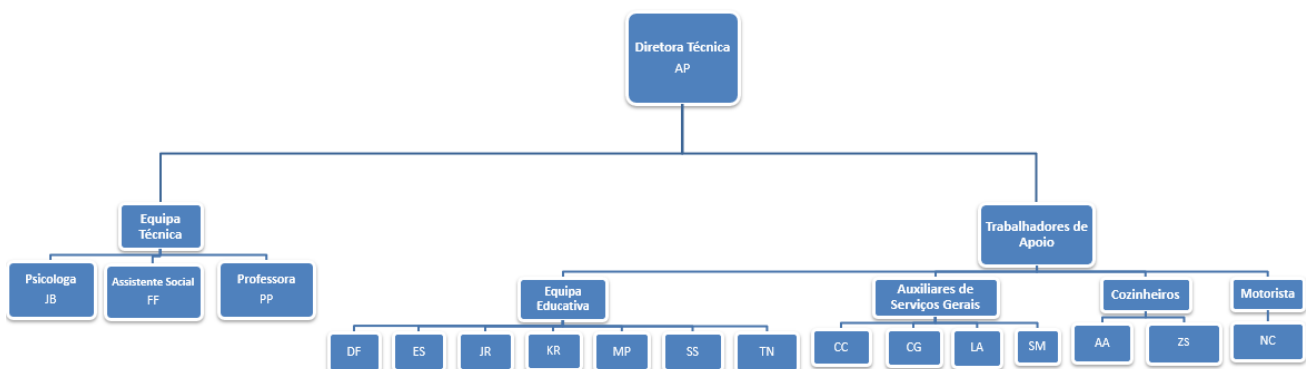 Diretora Técnica
AP
Equipa
Técnica
Trabalhadores de
Apoio
Psicologa
JB
Assistente Social
FF
Professora
PP
Equipa
Educativa
Auxiliares de
Serviços Gerais
Cozinheiros
Motorista
DF
ES
JR
KR
MP
SS
TN
CC
CG
LA
SM
AA
ZS
NC